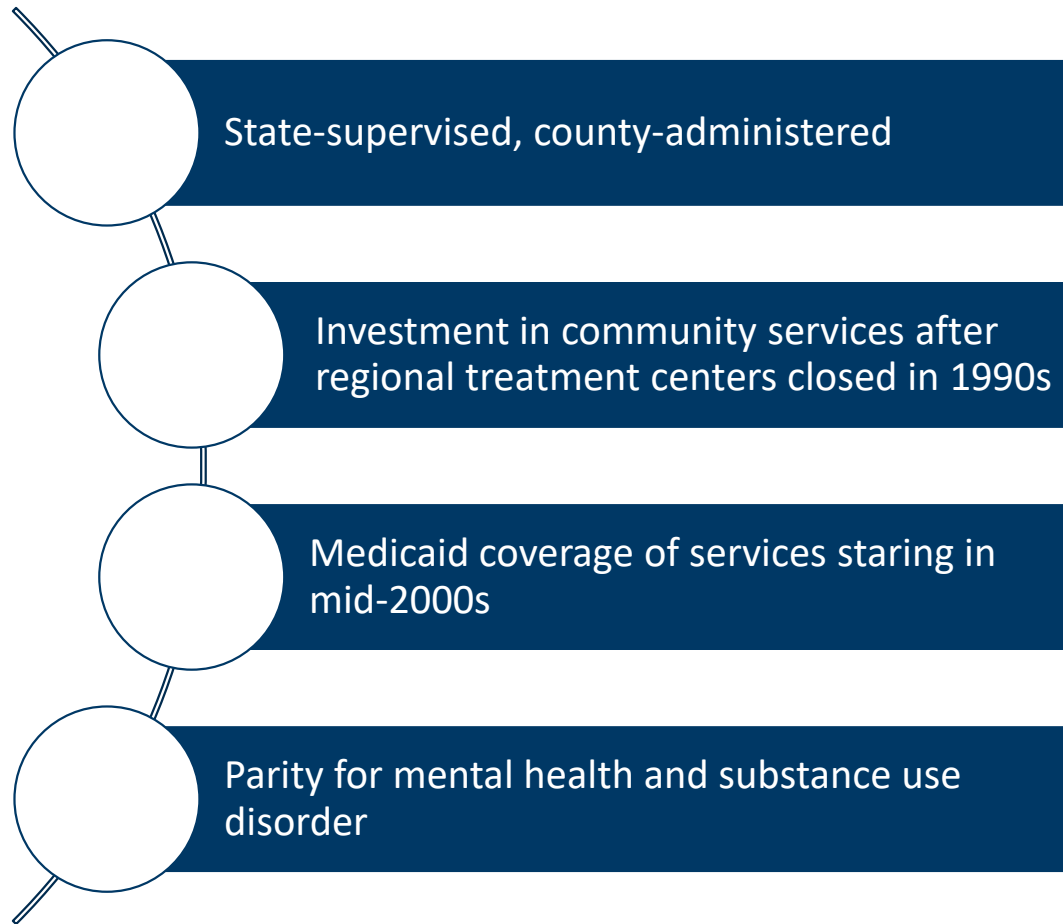 State-supervised, county-administered
Investment in community services after
regional treatment centers closed in 1990s
Medicaid coverage of services staring in
mid-2000s
Parity for mental health and substance use
disorder